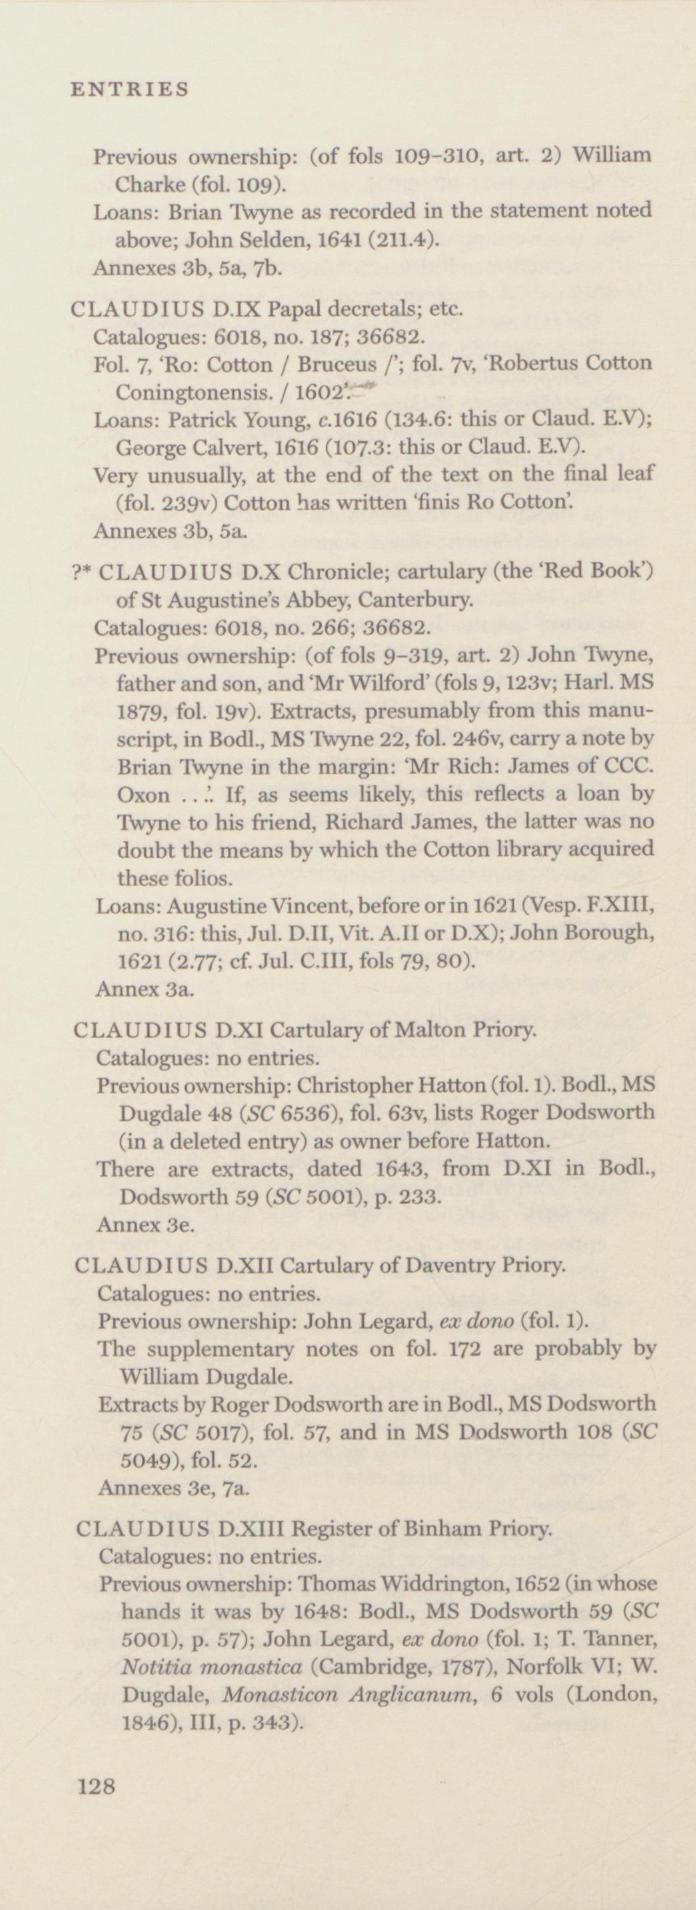 ENTRIES
Previous ownership: (of fols 109–310, art. 2) William
Charke (fol. 109).
Loans: Brian Twyne as recorded in the statement noted
above; John Selden, 1641 (211.4).
Annexes 3b, 5a, 7b.
CLAUDIUS D.IX Papal decretals; etc.
Catalogues: 6018, no. 187; 36682.
Fol. 7, ‘Ro: Cotton / Bruceus /’; fol. 7v, ‘Robertus Cotton
Coningtonensis. / 1602’.
Loans: Patrick Young, c.1616 (134.6: this or Claud. E.V);
George Calvert, 1616 (107.3: this or Claud. E.V).
Very unusually, at the end of the text on the final leaf
(fol. 239v) Cotton has written ‘finis Ro Cotton’.
Annexes 3b, 5a.
?* CLAUDIUS D.X Chronicle; cartulary (the ‘Red Book’)
of St Augustine’s Abbey, Canterbury.
Catalogues: 6018, no. 266; 36682.
Previous ownership: (of fols 9–319, art. 2) John Twyne,
father and son, and ‘Mr Wilford’ (fols 9, 123v; Harl. MS
1879, fol. 19v). Extracts, presumably from this manu-
script, in Bodl., MS Twyne 22, fol. 246v, carry a note by
Brian Twyne in the margin: ‘Mr Rich: James of CCC.
Oxon . . .’. If, as seems likely, this reflects a loan by
Twyne to his friend, Richard James, the latter was no
doubt the means by which the Cotton library acquired
these folios.
Loans: Augustine Vincent, before or in 1621 (Vesp. F.XIII,
no. 316: this, Jul. D.II, Vit. A.II or D.X); John Borough,
1621 (2.77; cf. Jul. C.III, fols 79, 80).
Annex 3a.
CLAUDIUS D.XI Cartulary of Malton Priory.
Catalogues: no entries.
Previous ownership: Christopher Hatton (fol. 1). Bodl., MS
Dugdale 48 (SC 6536), fol. 63v, lists Roger Dodsworth
(in a deleted entry) as owner before Hatton.
There are extracts, dated 1643, from D.XI in Bodl.,
Dodsworth 59 (SC 5001), p. 233.
Annex 3e.
CLAUDIUS D.XII Cartulary of Daventry Priory.
Catalogues: no entries.
Previous ownership: John Legard, ex dono (fol. 1).
The supplementary notes on fol. 172 are probably by
William Dugdale.
Extracts by Roger Dodsworth are in Bodl., MS Dodsworth
75 (SC 5017), fol. 57, and in MS Dodsworth 108 (SC
5049), fol. 52.
Annexes 3e, 7a.
CLAUDIUS D.XIII Register of Binham Priory.
Catalogues: no entries.
Previous ownership: Thomas Widdrington, 1652 (in whose
hands it was by 1648: Bodl., MS Dodsworth 59 (SC
5001), p. 57); John Legard, ex dono (fol. 1; T. Tanner,
Notitia monastica (Cambridge, 1787), Norfolk VI; W.
Dugdale, Monasticon Anglicanum, 6 vols (London,
1846), III, p. 343).
128